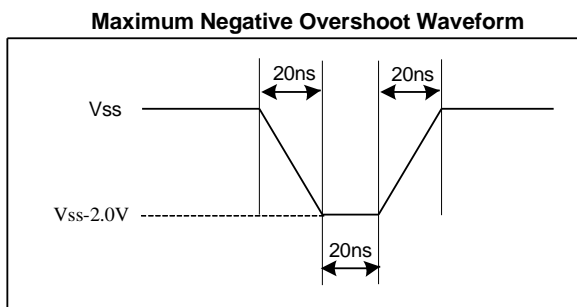 Maximum Negative Overshoot Waveform
20ns 20ns
Vss
Vss-2.0V
20ns